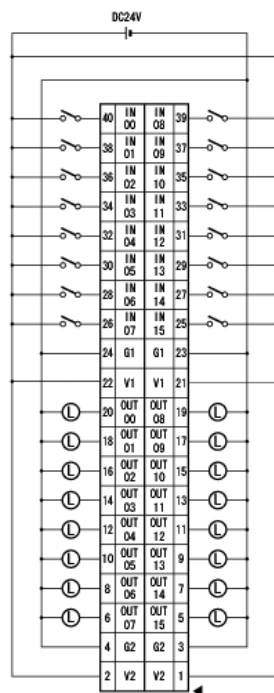 DC24V
40 IN 00 IN 08 39
38 IN 01 IN 09 37
36 IN 02 IN 10 35
34 IN 03 IN 11 33
32 IN 04 IN 12 31
30 IN 05 IN 13 29
28 IN 06 IN 14 27
26 IN 07 IN 15 25
24 G1 G1 23
22 V1 V1 21
L 20 OUT 00 OUT 08 19 L
L 18 OUT 01 OUT 09 17 L
L 16 OUT 02 OUT 10 15 L
L 14 OUT 03 OUT 11 13 L
L 12 OUT 04 OUT 12 11 L
L 10 OUT 05 OUT 13 9 L
L 8 OUT 06 OUT 14 7 L
L 6 OUT 07 OUT 15 5 L
4 G2 G2 3
2 V2 V2 1